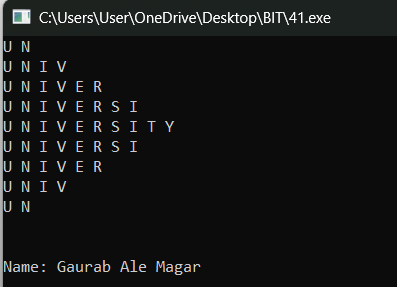 C:\Users\User\OneDrive\Desktop\BIT\41.exe
U N
U N I V
U N I V E R
U N I V E R S I
U N I V E R S I T Y
U N I V E R S I
U N I V E R
U N I V
U N
Name: Gaurab Ale Magar